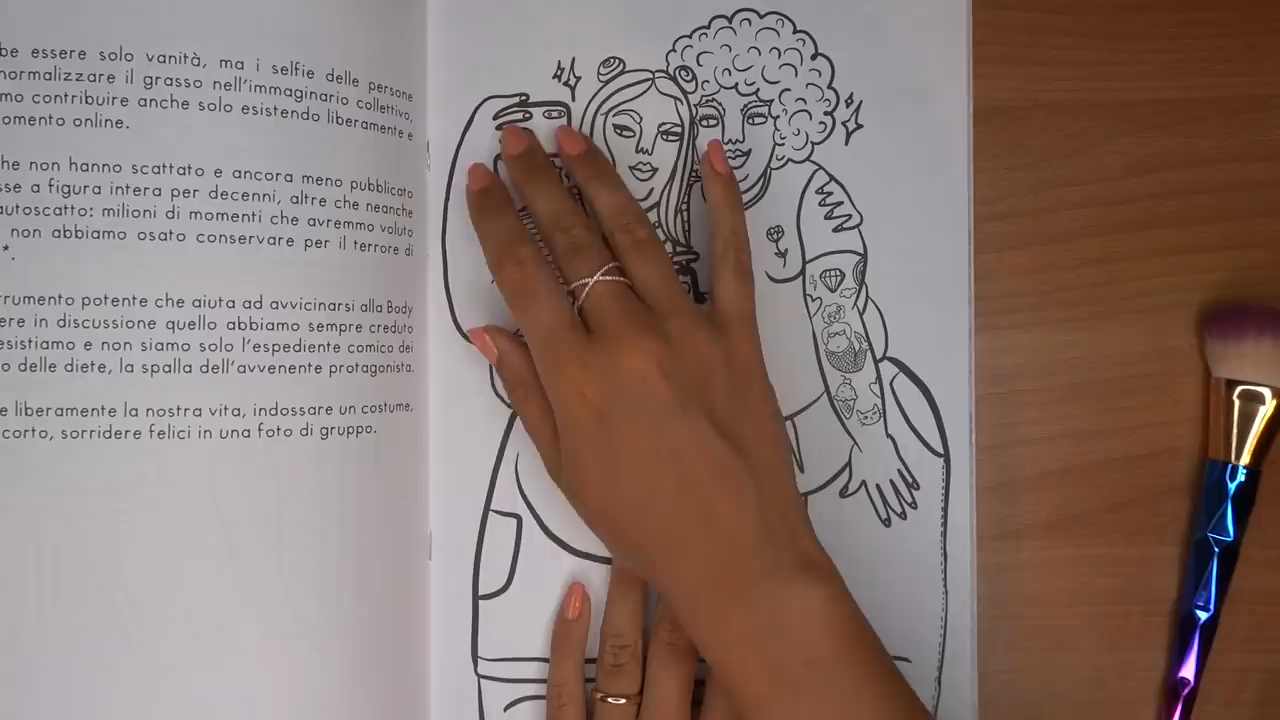 be essere solo vanità, ma i selfie delle persone
normalizzare il grasso nell'immaginario collettivo,
mo contribuire anche solo esistendo liberamente e
omento online.
he non hanno scattato e ancora meno pubblicato
sse a figura intera per decenni, altre che neanche
autoscatto: milioni di momenti che avremmo voluto
non abbiamo osato conservare per il terrore di
*.
trumento potente che aiuta ad avvicinarsi alla Body
ere in discussione quello abbiamo sempre creduto
esistiamo e non siamo solo l'espediente comico dei
o delle diete, la spalla dell'avvenente protagonista.
e liberamente la nostra vita, indossare un costume,
corto, sorridere felici in una foto di gruppo.